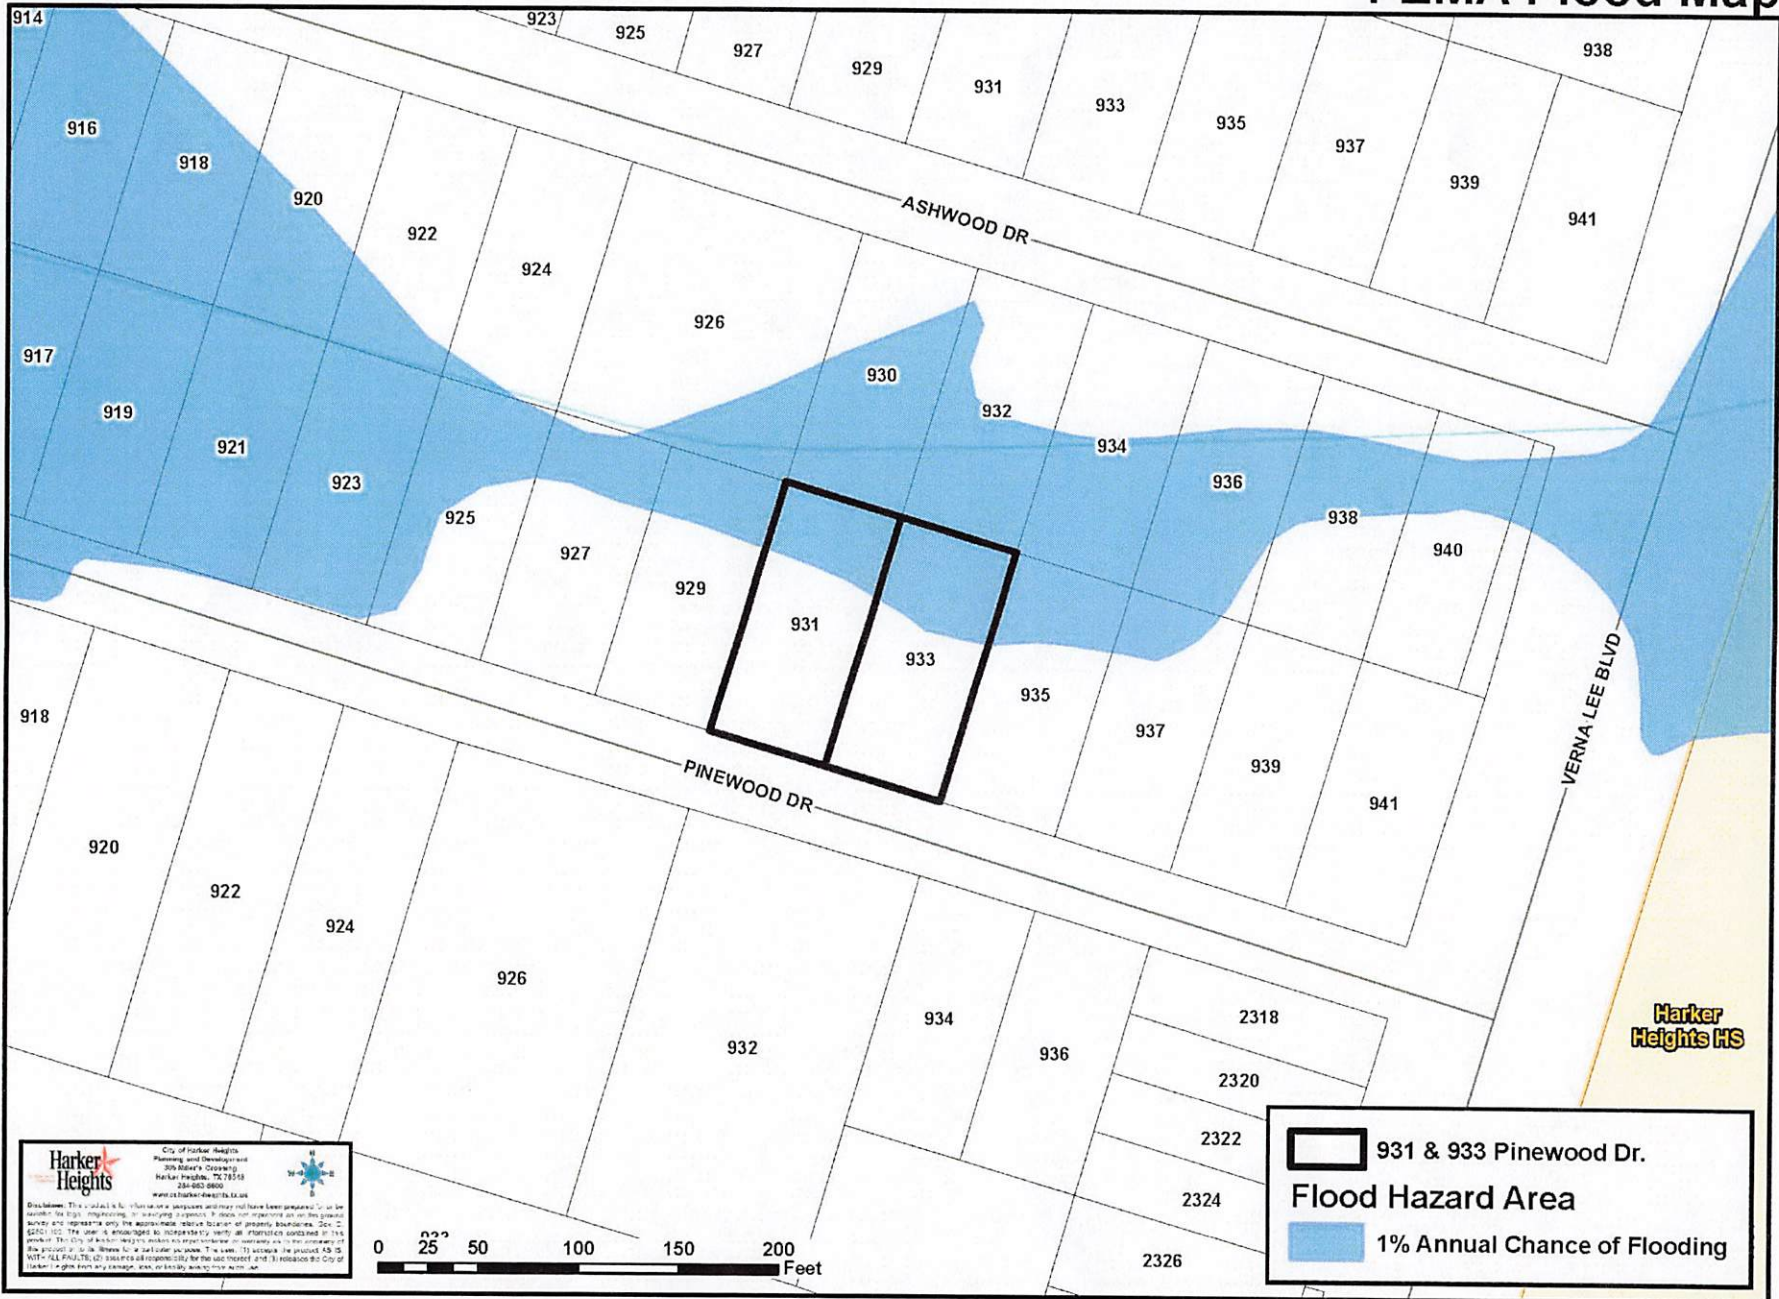 Flood Map
914
923
925
927
929
931
933
935
937
938
939
941
916
918
920
922
924
926
ASHWOOD DR
930
932
934
936
938
940
917
919
921
923
925
927
929
931
933
935
937
939
941
VERNA LEE BLVD
PINEWOOD DR
918
920
922
924
926
932
934
936
2318
2320
2322
2324
2326
Harker
Heights HS
Harker
Heights
City of Harker Heights
Planning and Development
305 Miller's Crossing
Harker Heights, TX 76548
0 25 50 100 150 200
Feet
931 & 933 Pinewood Dr.
Flood Hazard Area
1% Annual Chance of Flooding